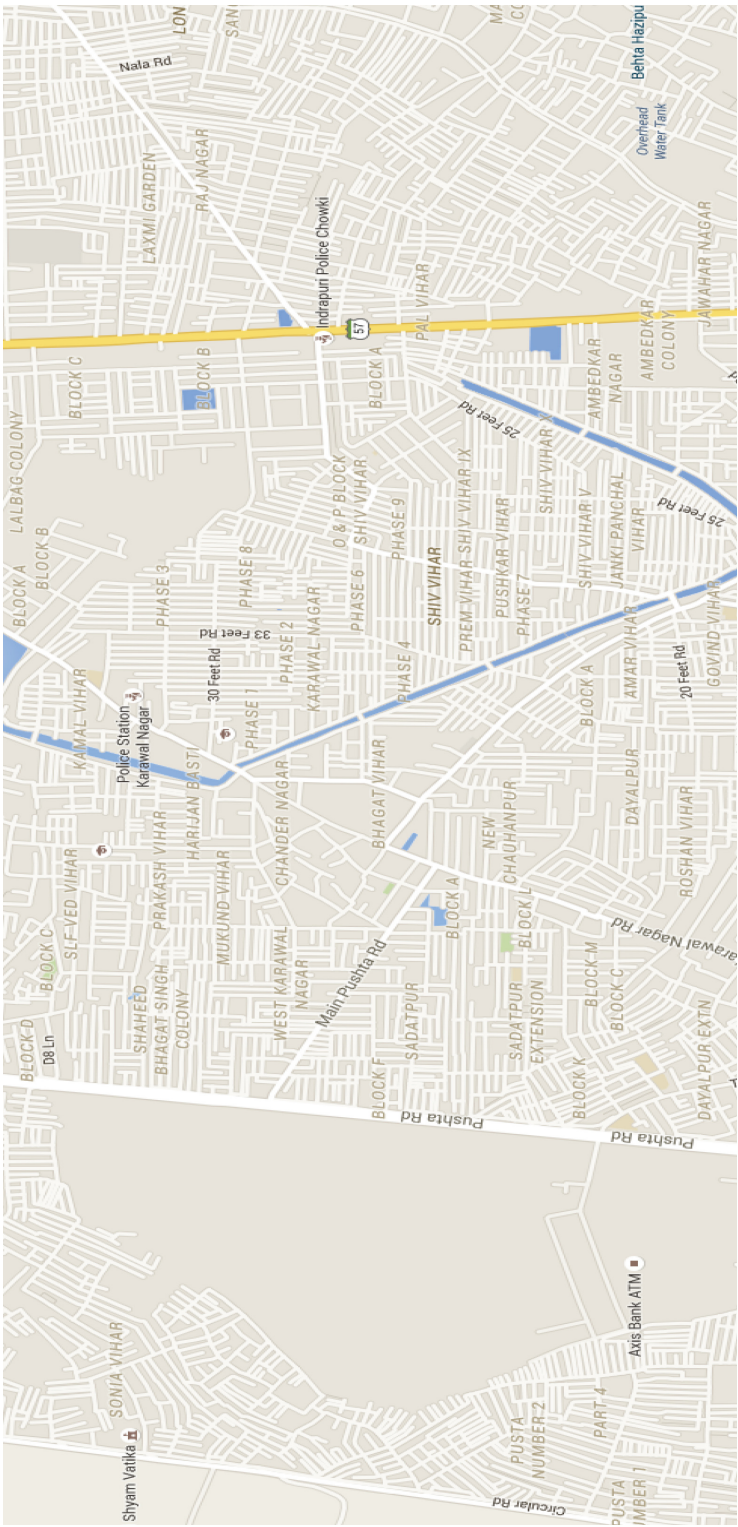 Shyam Vatika
SONIA VIHAR
D8 Ln
BLOCK D
BLOCK C
SLF VED VIHAR
KAMAL VIHAR
BLOCK A
BLOCK B
LALBAG COLONY
BLOCK C
SHAHEED
BHAGAT SINGH
COLONY
PRAKASH VIHAR
HARIJAN BASTI
Police Station
Karawal Nagar
PHASE 3
LAXMI GARDEN
Nala Rd
LON
SAN
MUKUND VIHAR
30 Feet Rd
33 Feet Rd
PHASE 1
PHASE 8
BLOCK B
RAJ NAGAR
WEST KARAWAL
NAGAR
CHANDER NAGAR
PHASE 2
KARAWAL NAGAR
Main Pushta Rd
O & P BLOCK
SHIV VIHAR
PHASE 6
Indrapuri Police Chowki
57
BLOCK F
BHAGAT VIHAR
PHASE 4
PHASE 9
BLOCK A
SADATPUR
Pushta Rd
SHIV VIHAR
PAL VIHAR
BLOCK A
PREM VIHAR SHIV VIHAR IX
25 Feet Rd
NEW
CHAUHANPUR
PUSHKAR VIHAR
PHASE 7
MA
CO
PUSTA
NUMBER 2
SADATPUR
EXTENSION
BLOCK L
SHIV VIHAR
Circular Rd
BLOCK K
BLOCK M
BLOCK A
SHIV VIHAR V
AMBEDKAR
NAGAR
PART 4
BLOCK C
JANKI PANCHAL
VIHAR
PUSTA
UMBER 1
Axis Bank ATM
Pushta Rd
DAYALPUR
AMAR VIHAR
AMBEDKAR
COLONY
Overhead
Water Tank
Behta Hazipu
arawal Nagar Rd
ROSHAN VIHAR
20 Feet Rd
25 Feet Rd
DAYALPUR EXTN
GOVIND VIHAR
JAWAHAR NAGAR